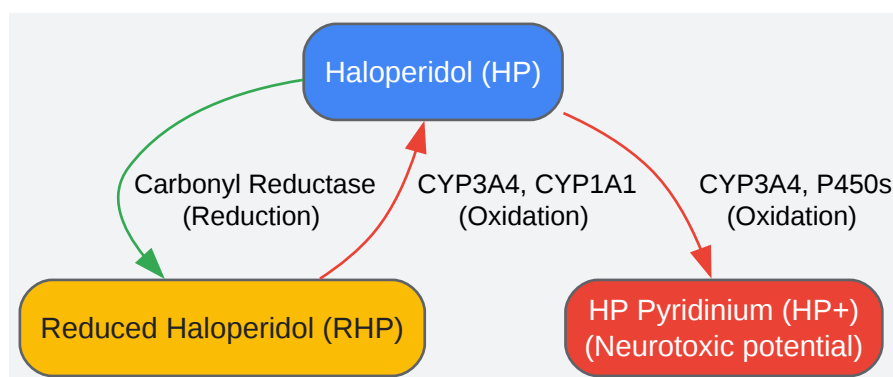 Haloperidol (HP)
Carbonyl Reductase
(Reduction)
CYP3A4, CYP1A1
(Oxidation)
CYP3A4, P450s
(Oxidation)
Reduced Haloperidol (RHP)
HP Pyridinium (HP+)
(Neurotoxic potential)